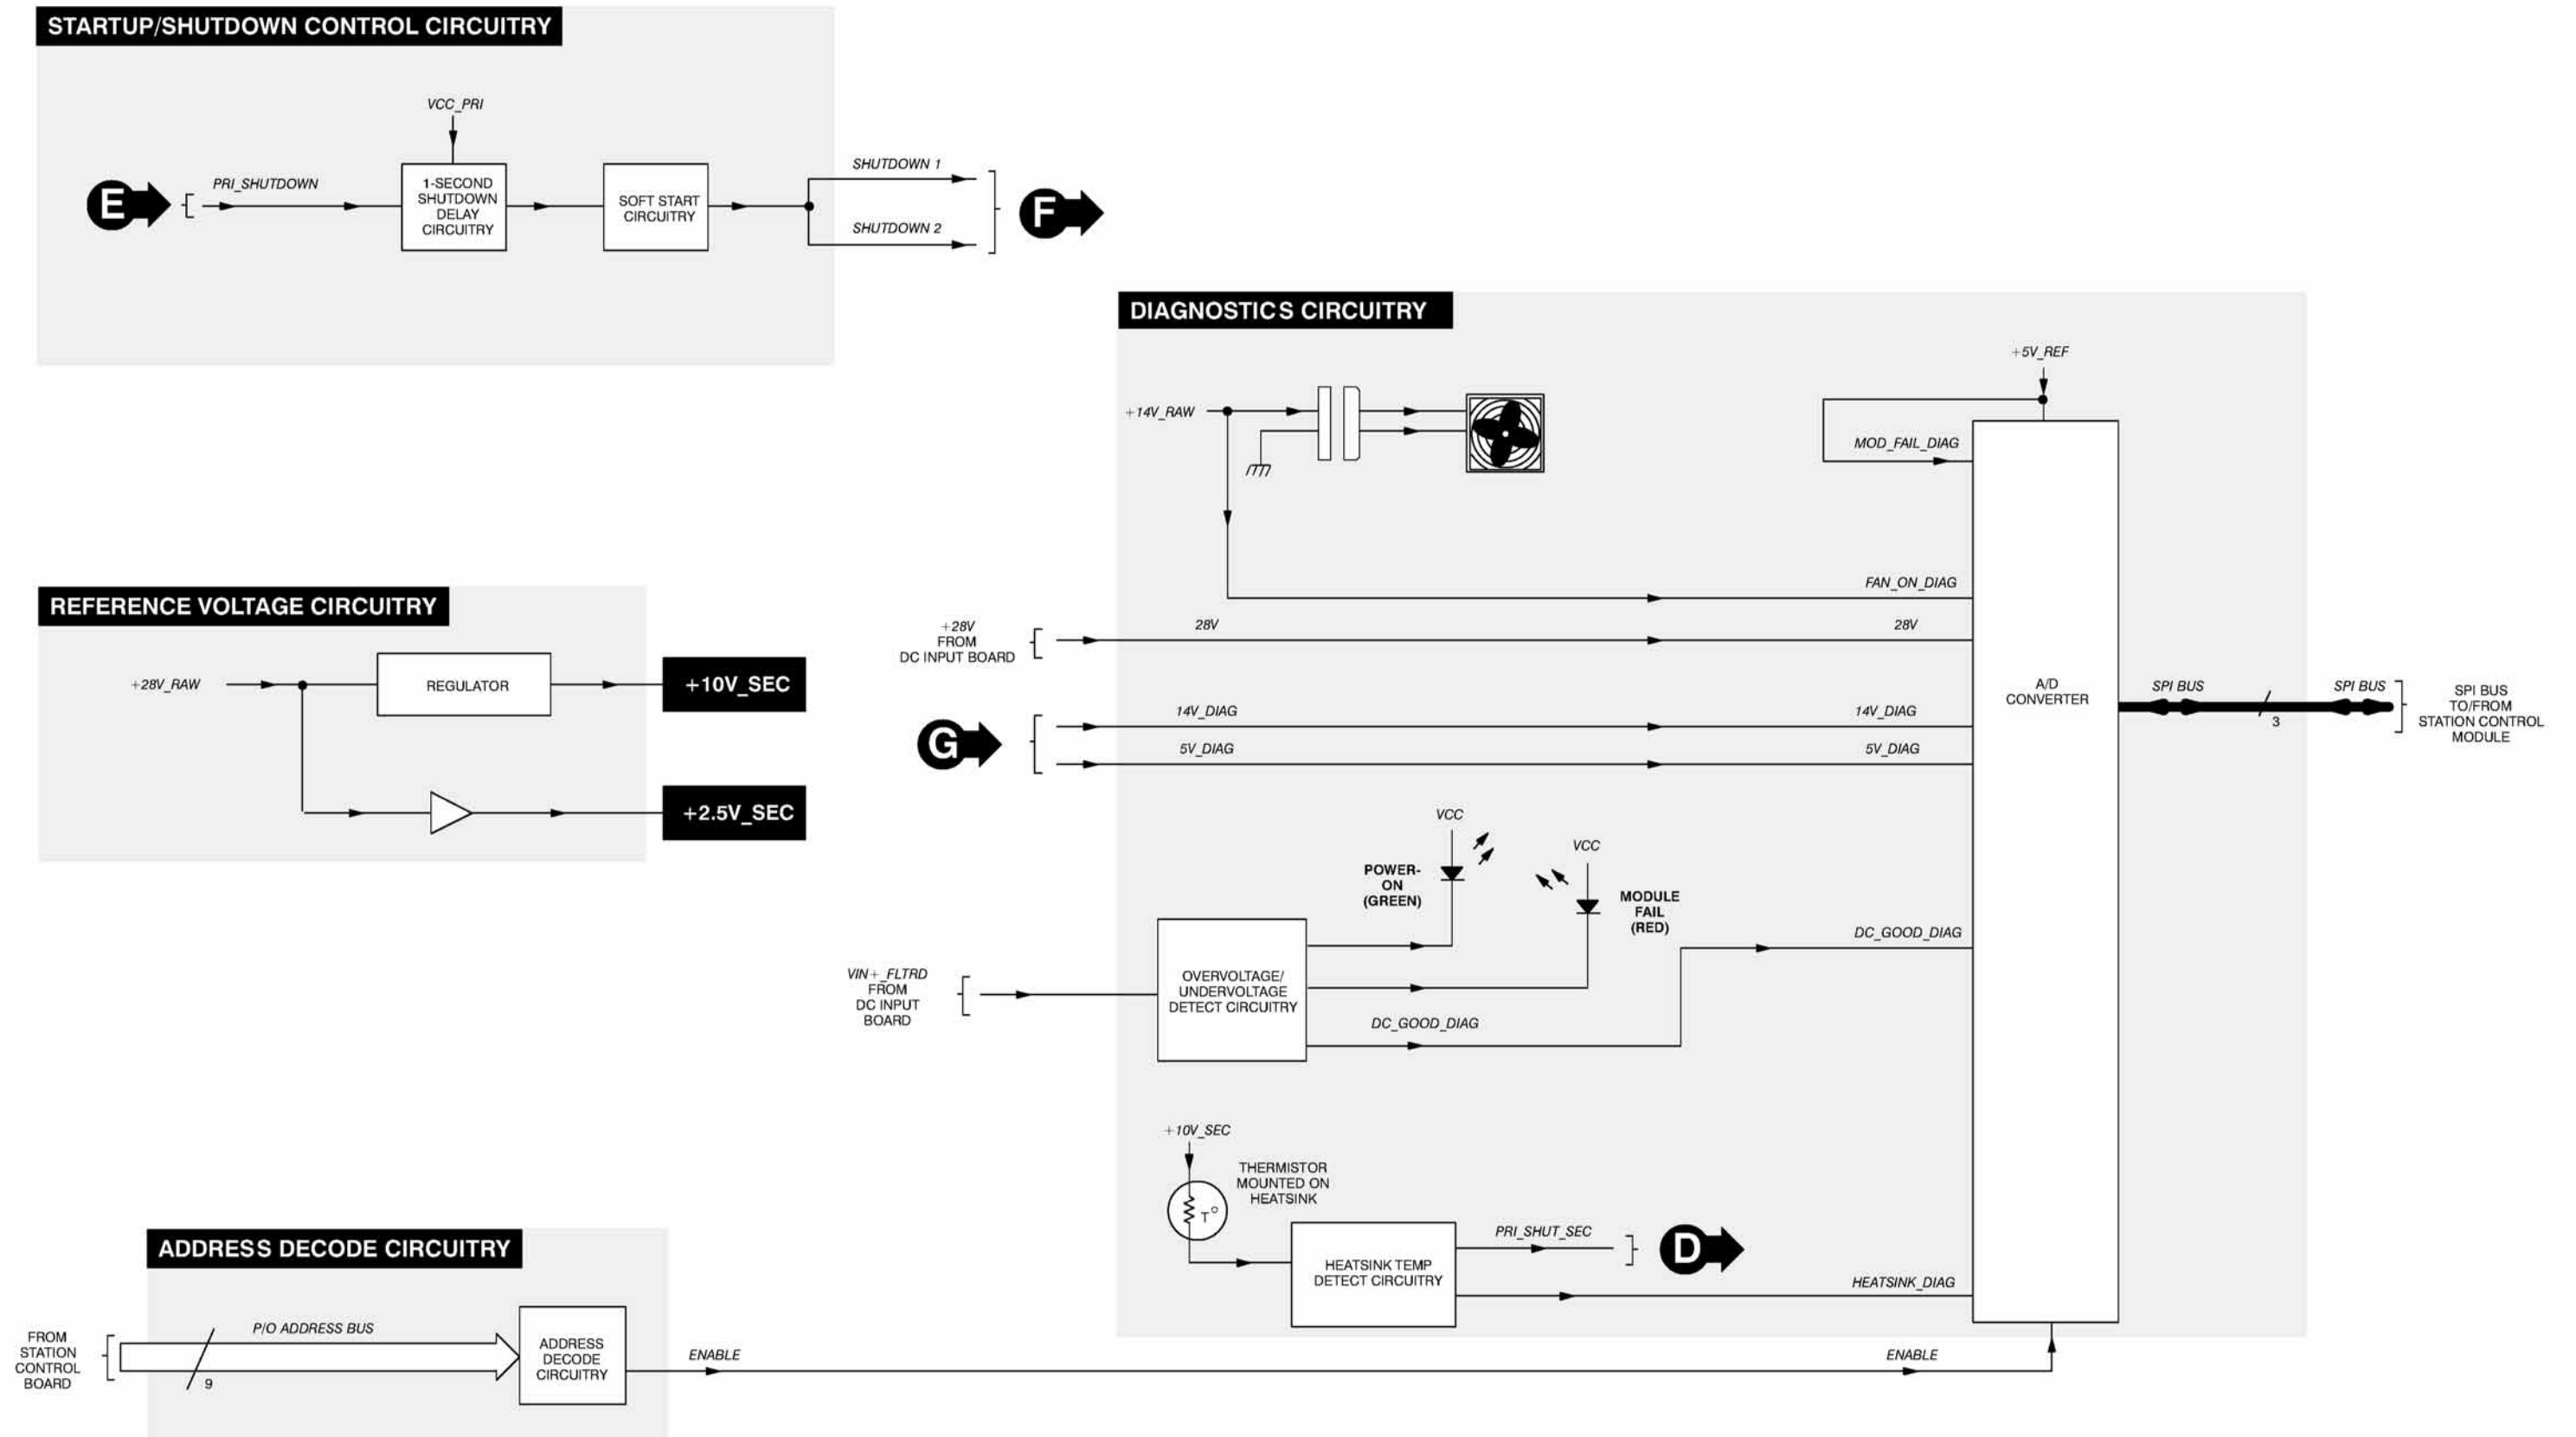 STARTUP/SHUTDOWN CONTROL CIRCUITRY
VCC_PRI
E
PRI_SHUTDOWN
1-SECOND
SHUTDOWN
DELAY
CIRCUITRY
SOFT START
CIRCUITRY
SHUTDOWN 1
SHUTDOWN 2
F
DIAGNOSTICS CIRCUITRY
+14V_RAW
+5V_REF
MOD_FAIL_DIAG
FAN_ON_DIAG
+28V
FROM
DC INPUT BOARD
28V
28V
G
14V_DIAG
14V_DIAG
5V_DIAG
5V_DIAG
A/D
CONVERTER
SPI BUS
3
SPI BUS
SPI BUS
TO/FROM
STATION CONTROL
MODULE
REFERENCE VOLTAGE CIRCUITRY
+28V_RAW
REGULATOR
+10V_SEC
+2.5V_SEC
VCC
POWER-
ON
(GREEN)
VCC
MODULE
FAIL
(RED)
VIN+_FLTRD
FROM
DC INPUT
BOARD
OVERVOLTAGE/
UNDERVOLTAGE
DETECT CIRCUITRY
DC_GOOD_DIAG
DC_GOOD_DIAG
+10V_SEC
THERMISTOR
MOUNTED ON
HEATSINK
T°
HEATSINK TEMP
DETECT CIRCUITRY
PRI_SHUT_SEC
D
HEATSINK_DIAG
ADDRESS DECODE CIRCUITRY
FROM
STATION
CONTROL
BOARD
P/O ADDRESS BUS
9
ADDRESS
DECODE
CIRCUITRY
ENABLE
ENABLE